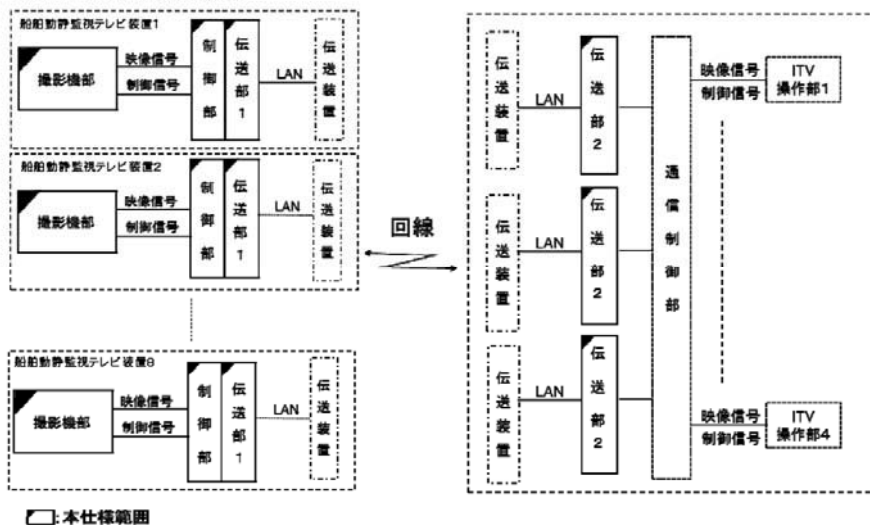 船舶動静監視テレビ装置1
撮影機部
映像信号
制御信号
制御部
伝送部1
LAN
伝送装置
船舶動静監視テレビ装置2
撮影機部
映像信号
制御信号
制御部
伝送部1
LAN
伝送装置
船舶動静監視テレビ装置8
撮影機部
映像信号
制御信号
制御部
伝送部1
LAN
伝送装置
回線
伝送装置
LAN
伝送部2
伝送装置
LAN
伝送部2
伝送装置
LAN
伝送部2
通信制御部
映像信号
制御信号
ITV
操作部1
映像信号
制御信号
ITV
操作部4
:本仕様範囲